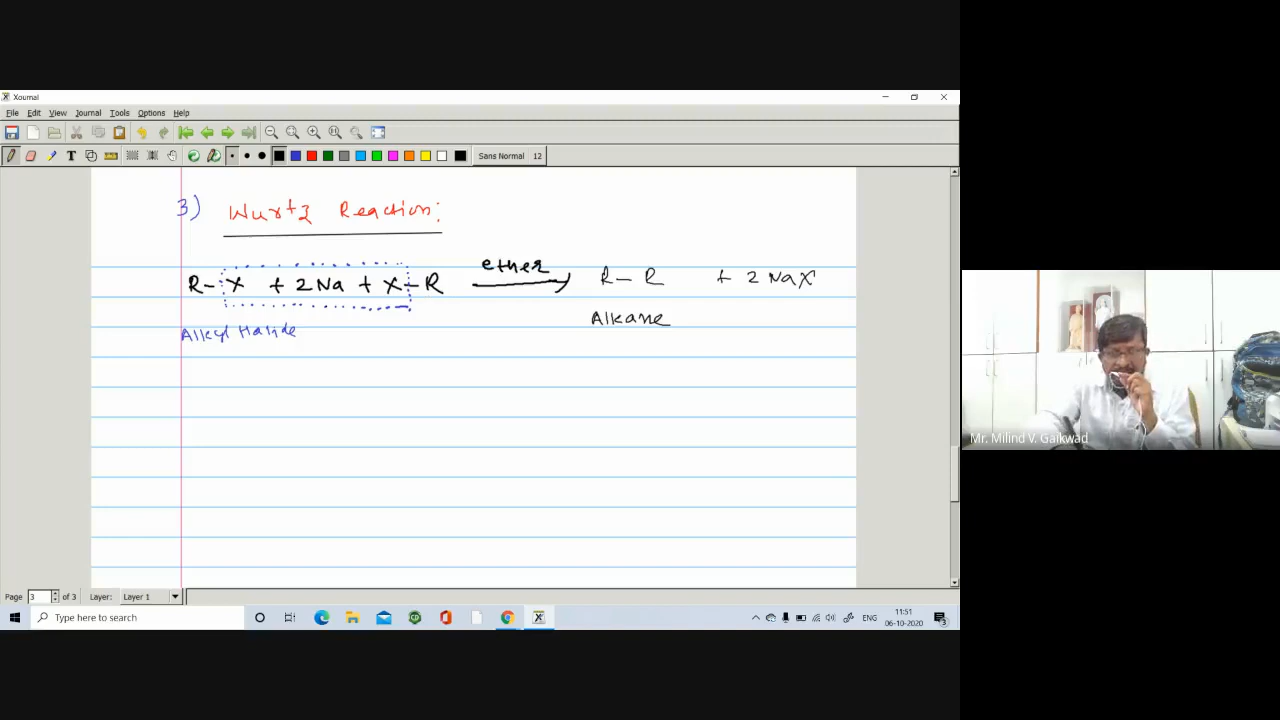 Xournal
File Edit View Journal Tools Options Help
Sans Normal 12
3) Wurtz Reaction:
R-X + 2Na + X-R ether R-R + 2NaX
Alkyl Halide Alkane
Mr. Milind V. Gaikwad
Page 3 of 3 Layer: Layer 1
Type here to search
ENG
11:51
06-10-2020